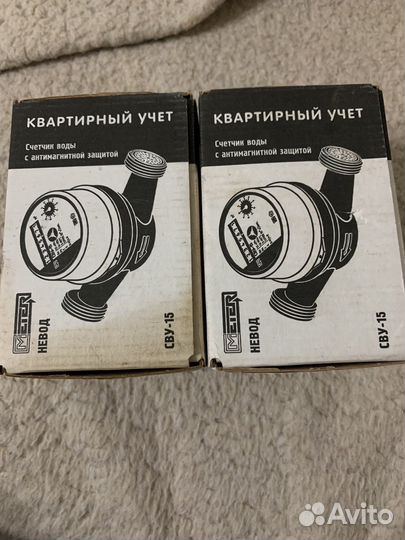 КВАРТИРНЫЙ УЧЕТ
Счетчик воды
с антимагнитной защитой
METER
НЕВОД
СВУ-15
КВАРТИРНЫЙ УЧЕТ
Счетчик воды
с антимагнитной защитой
METER
НЕВОД
СВУ-15
Avito